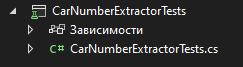 CarNumberExtractorTests
Зависимости
C# CarNumberExtractorTests.cs